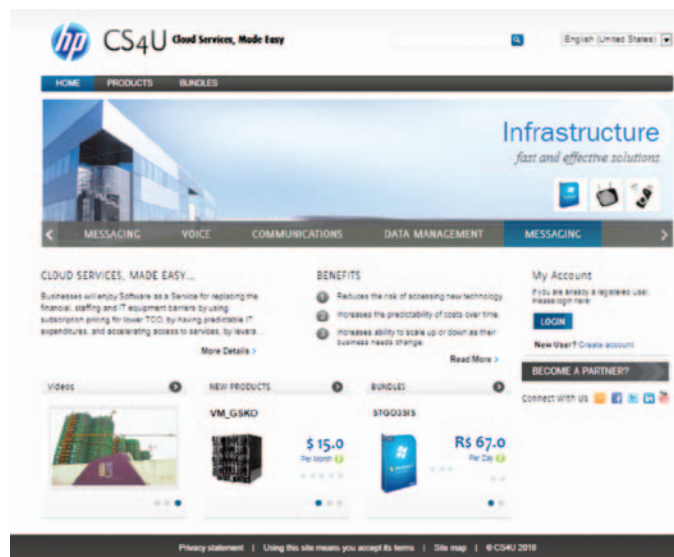 hp CS4U Cloud Services, Made Easy
English (United States)
HOME PRODUCTS BUNDLES
Infrastructure
fast and effective solutions
MESSAGING VOICE COMMUNICATIONS DATA MANAGEMENT MESSAGING
CLOUD SERVICES, MADE EASY...
Businesses will enjoy Software as a Service for replacing the
financial, staffing and IT equipment barriers by using
subscription pricing for lower TCO, by having predictable IT
expenditures, and accelerating access to services, by levera...
More Details >
BENEFITS
1 Reduces the risk of accessing new technology
2 Increases the predictability of costs over time
3 Increases ability to scale up or down as their
business needs change.
Read More >
My Account
If you are already a registered User,
please login here
LOGIN
New User? Create account
BECOME A PARTNER?
Connect With Us
Videos
NEW PRODUCTS
VM_GSKO
$ 15.0
Per Month
BUNDLES
R$ 67.0
Per Day
Privacy statement | Using this site means you accept its terms | Site map | © CS4U 2010